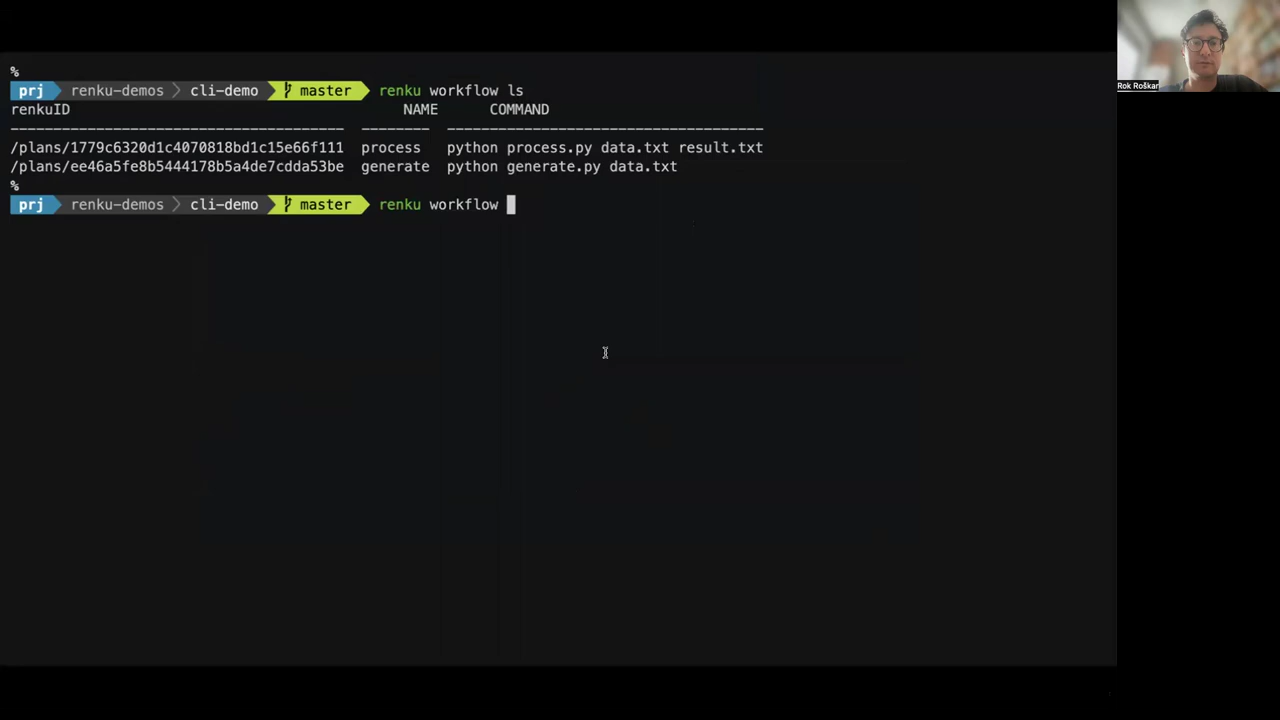 %
prj renku-demos cli-demo master renku workflow ls
renkuID NAME COMMAND
--------------------------------------- -------- -------------------------------------
/plans/1779c6320d1c4070818bd1c15e66f111 process python process.py data.txt result.txt
/plans/ee46a5fe8b5444178b5a4de7cdda53be generate python generate.py data.txt
%
prj renku-demos cli-demo master renku workflow
Rok Roškar